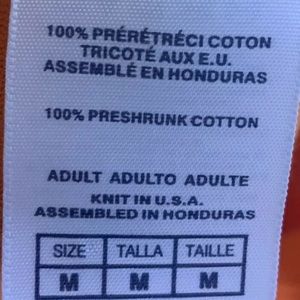 100% PRÉRÉTRÉCI COTON
TRICOTÉ AUX E.U.
ASSEMBLÉ EN HONDURAS
100% PRESHRUNK COTTON
ADULT ADULTO ADULTE
KNIT IN U.S.A.
ASSEMBLED IN HONDURAS
SIZE TALLA TAILLE
M M M